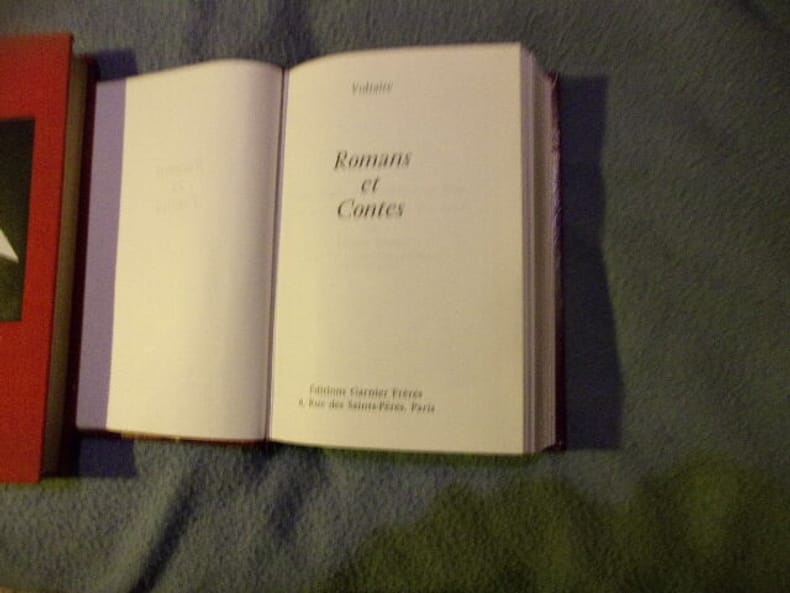 Voltaire
Romans
et
Contes
Éditions Garnier Frères
6, Rue des Saints-Pères, Paris